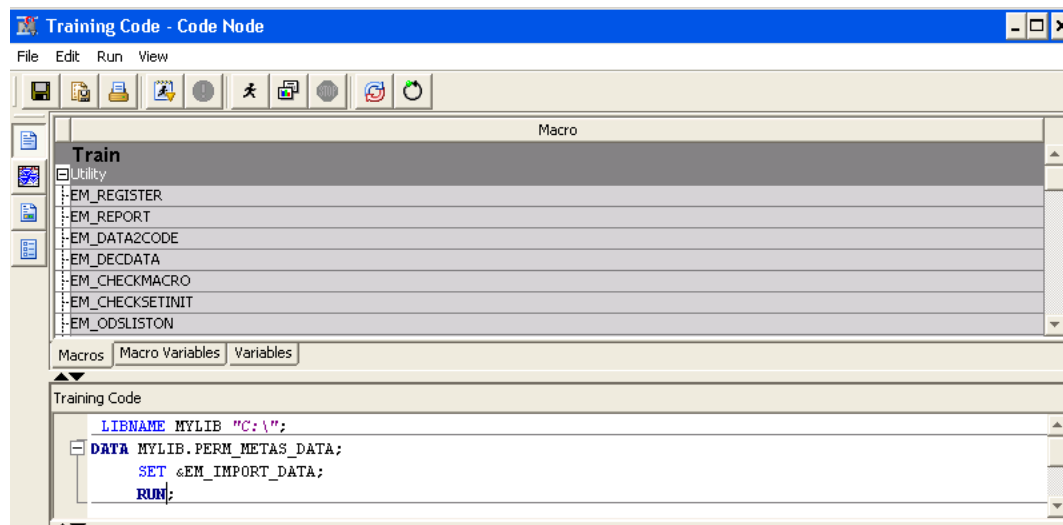 Training Code - Code Node
File Edit Run View
Macro
Train
Utility
EM_REGISTER
EM_REPORT
EM_DATA2CODE
EM_DECDATA
EM_CHECKMACRO
EM_CHECKSETINIT
EM_ODSLISTON
Macros Macro Variables Variables
Training Code
LIBNAME MYLIB "C:\";
DATA MYLIB.PERM_METAS_DATA;
SET &EM_IMPORT_DATA;
RUN;